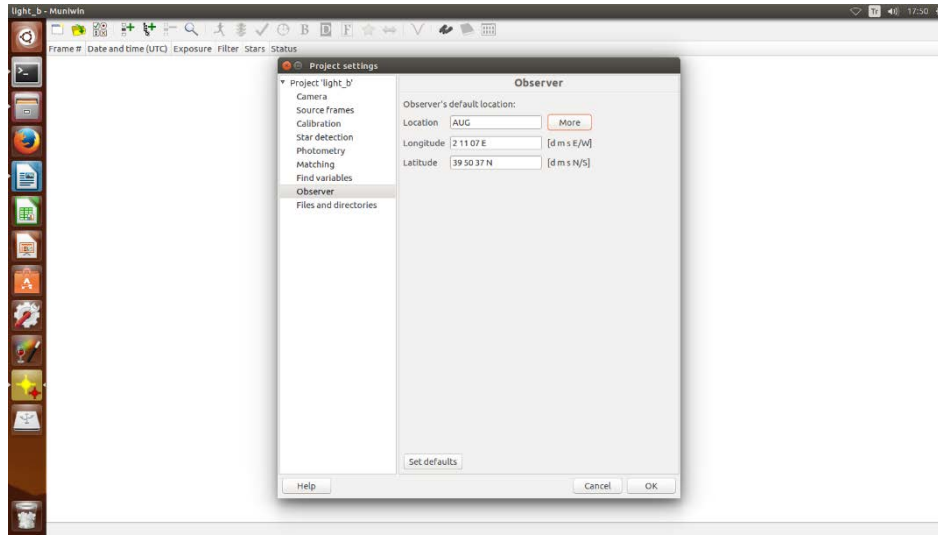 light_b - Muniwin
Tr 17:50
B D F
Frame # Date and time (UTC) Exposure Filter Stars Status
Project settings
Project 'light_b'
Camera
Source frames
Calibration
Star detection
Photometry
Matching
Find variables
Observer
Files and directories
Observer
Observer's default location:
Location AUG More
Longitude 2 11 07 E [d m s E/W]
Latitude 39 50 37 N [d m s N/S]
Set defaults
Help Cancel OK